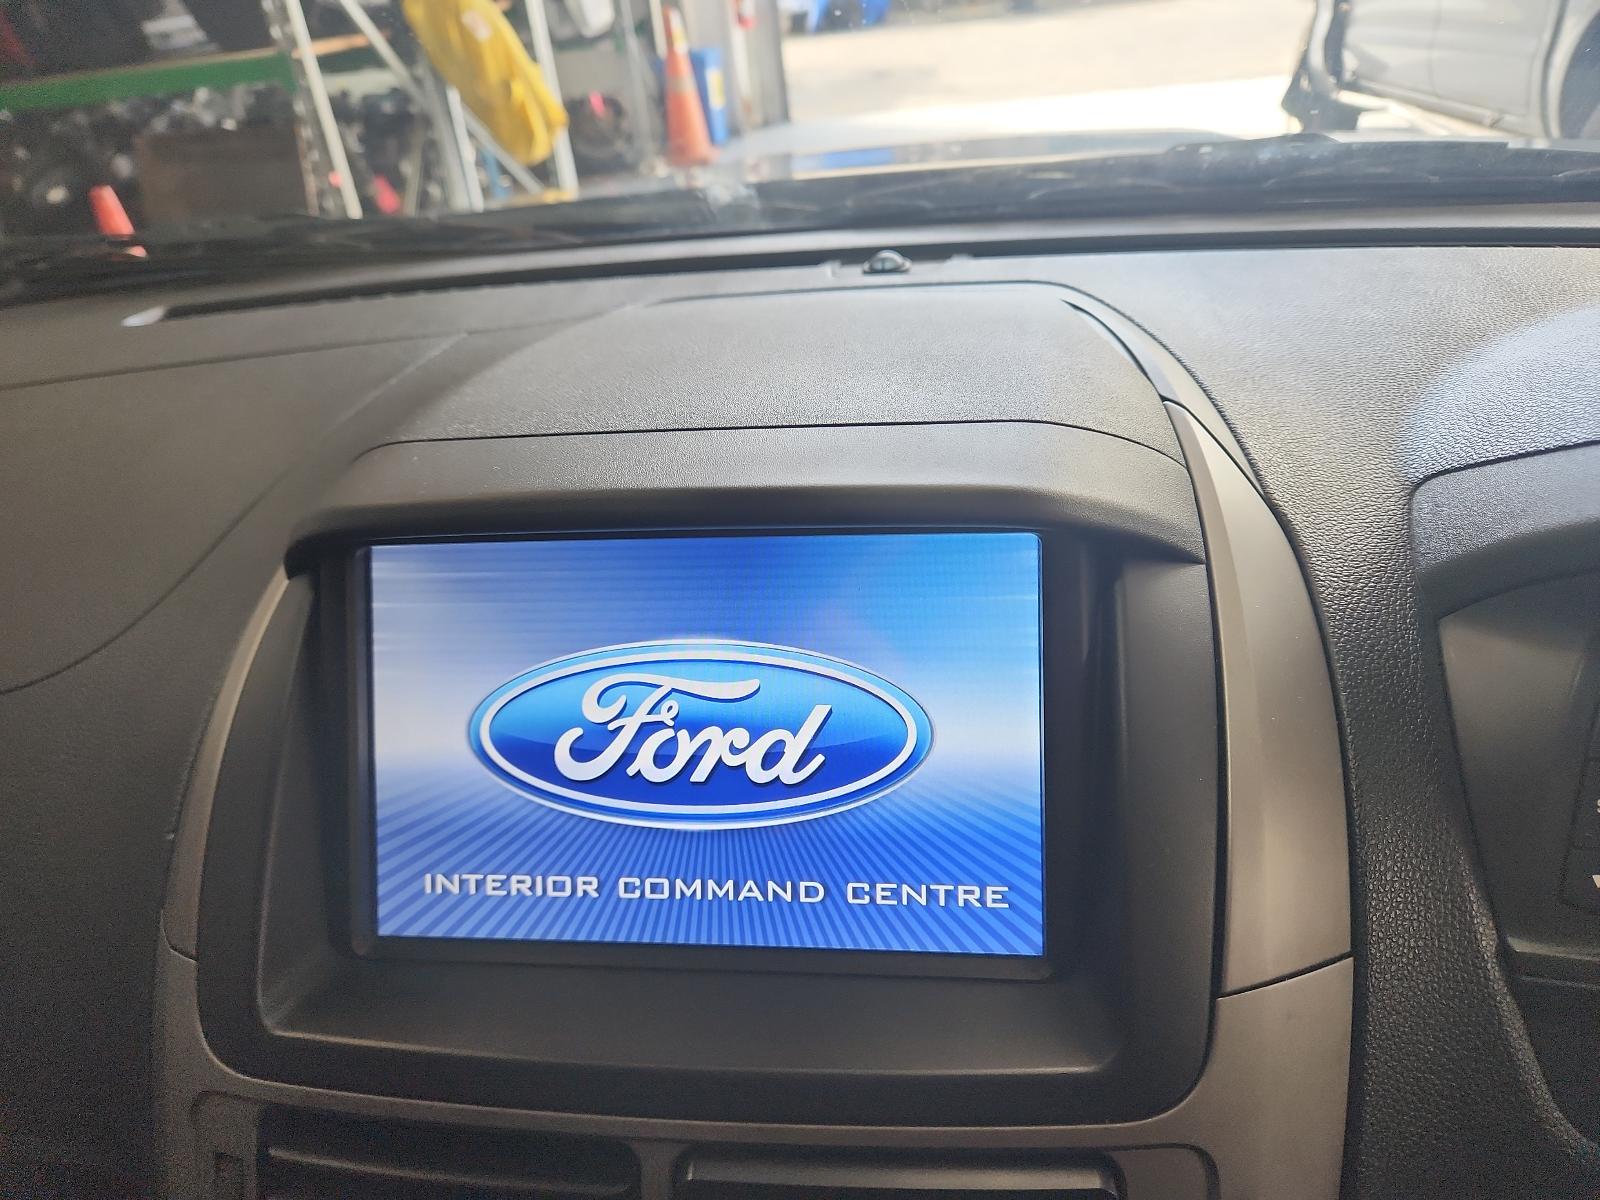 Ford
INTERIOR COMMAND CENTRE